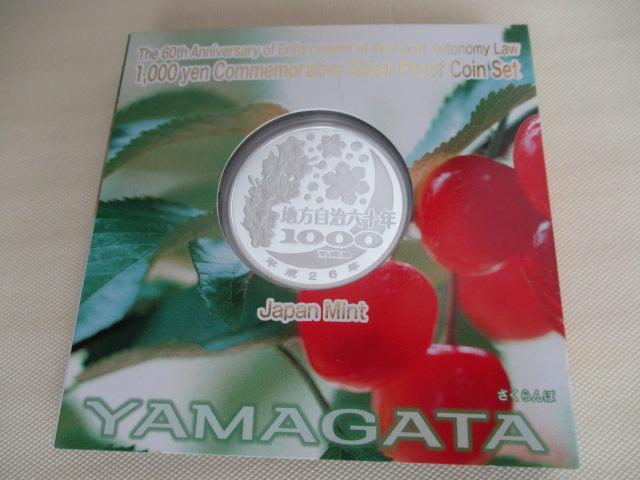 The 60th Anniversary of Enforcement of the Local Autonomy Law
1,000 yen Commemorative Silver Proof Coin Set
地方自治六十年
1000
平成26年
Japan Mint
さくらんぼ
YAMAGATA